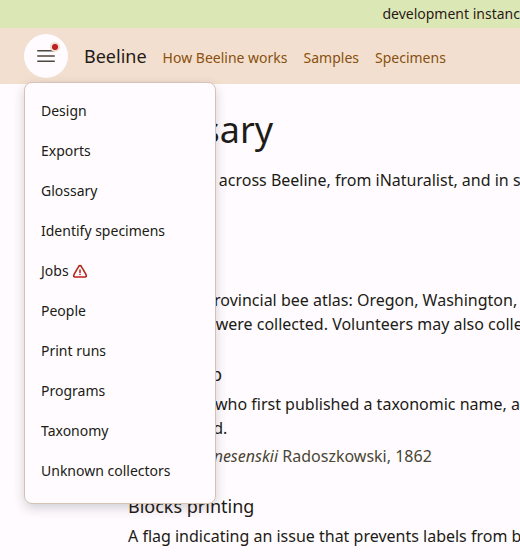 development instanc
Beeline How Beeline works Samples Specimens
sary
across Beeline, from iNaturalist, and in s
Design
Exports
Glossary
Identify specimens
Jobs
People
Print runs
Programs
Taxonomy
Unknown collectors
rovincial bee atlas: Oregon, Washington,
were collected. Volunteers may also colle
who first published a taxonomic name, a
d.
nesenskii Radoszkowski, 1862
Blocks printing
A flag indicating an issue that prevents labels from b